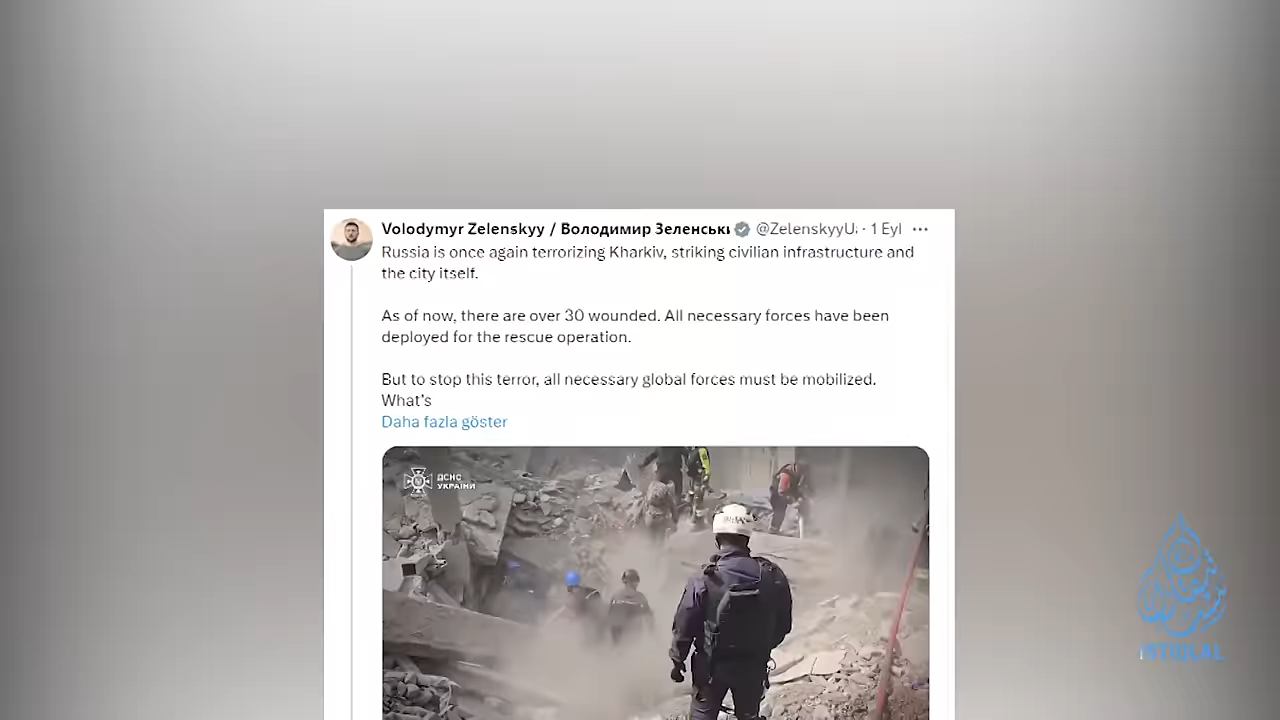 Volodymyr Zelenskyy / Володимир Зеленськи @ZelenskyyU · 1 Eyl ···
Russia is once again terrorizing Kharkiv, striking civilian infrastructure and
the city itself.
As of now, there are over 30 wounded. All necessary forces have been
deployed for the rescue operation.
But to stop this terror, all necessary global forces must be mobilized.
What's
Daha fazla göster
ДСНС
УКРАЇНИ
ISTIQLAL